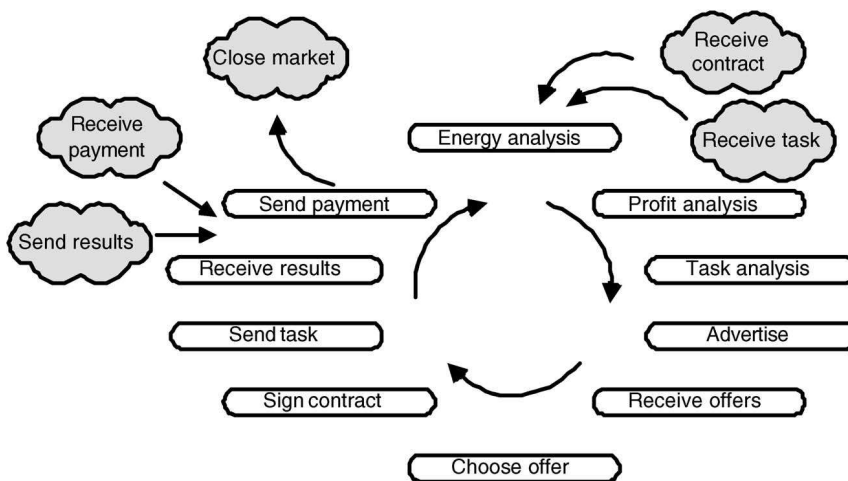 Close market
Receive
contract
Receive
payment
Energy analysis
Receive task
Send payment
Profit analysis
Send results
Receive results
Task analysis
Send task
Advertise
Sign contract
Receive offers
Choose offer